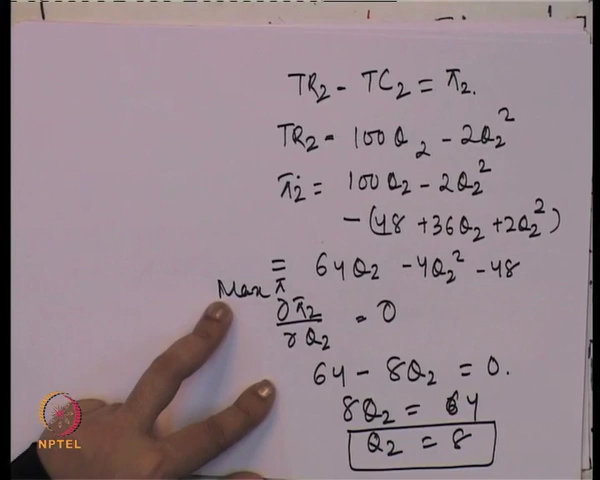 TR₂ - TC₂ = π₂.
TR₂ = 100Q₂ - 2Q₂²
π₂ = 100Q₂ - 2Q₂²
- (48 + 36Q₂ + 2Q₂²)
= 64Q₂ - 4Q₂² - 48
Max π
∂π₂/∂Q₂ = 0
64 - 8Q₂ = 0.
8Q₂ = 64
Q₂ = 8
NPTEL